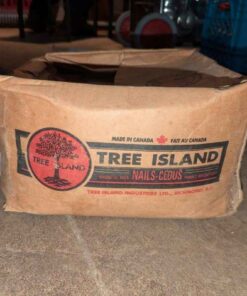 MADE IN CANADA FAIT AU CANADA
TREE ISLAND
TREE ISLAND
NAILS-CLOUS
TREE ISLAND INDUSTRIES LTD.,